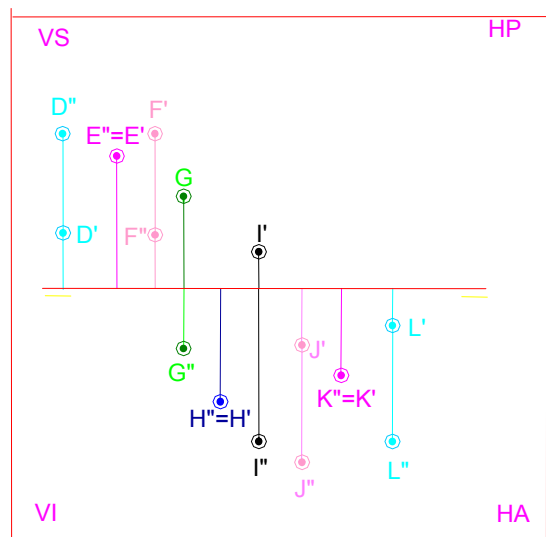 VS
HP
D"
F'
E"=E'
G
D'
F"
I'
L'
J'
G"
K"=K'
H"=H'
I"
J"
L"
VI
HA